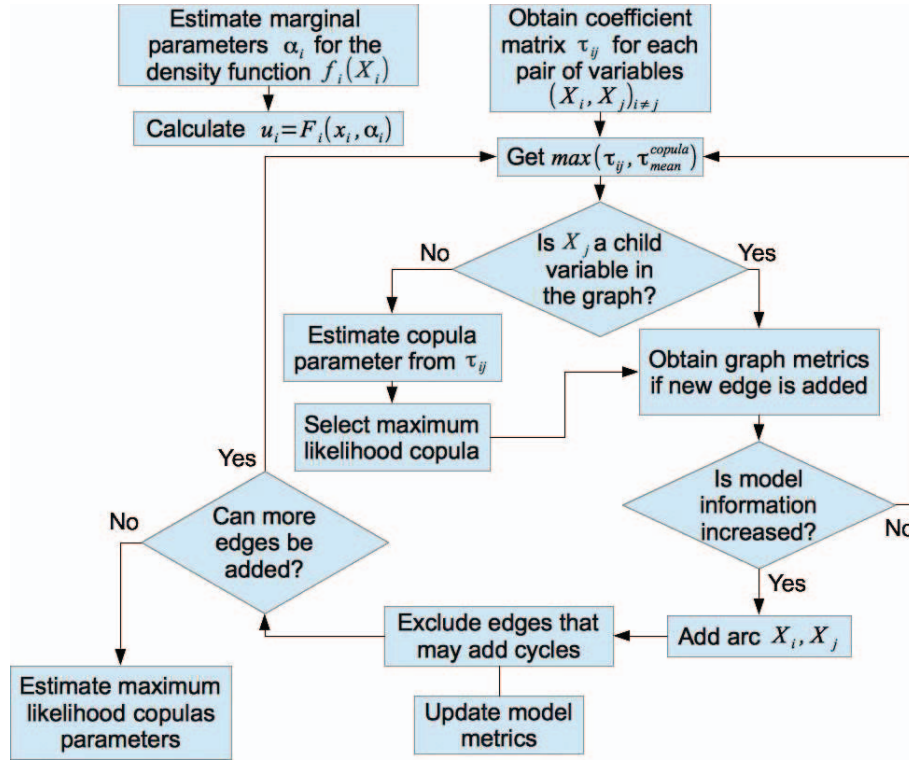 Estimate marginal
parameters α_i for the
density function f_i(X_i)
Calculate u_i=F_i(x_i,α_i)
Obtain coefficient
matrix τ_ij for each
pair of variables
(X_i, X_j)_i≠j
Get max(τ_ij, τ_mean^copula)
Is X_j a child
variable in
the graph?
No
Yes
Estimate copula
parameter from τ_ij
Select maximum
likelihood copula
Obtain graph metrics
if new edge is added
Is model
information
increased?
No
Yes
Add arc X_i, X_j
Exclude edges that
may add cycles
Update model
metrics
Can more
edges be
added?
Yes
No
Estimate maximum
likelihood copulas
parameters